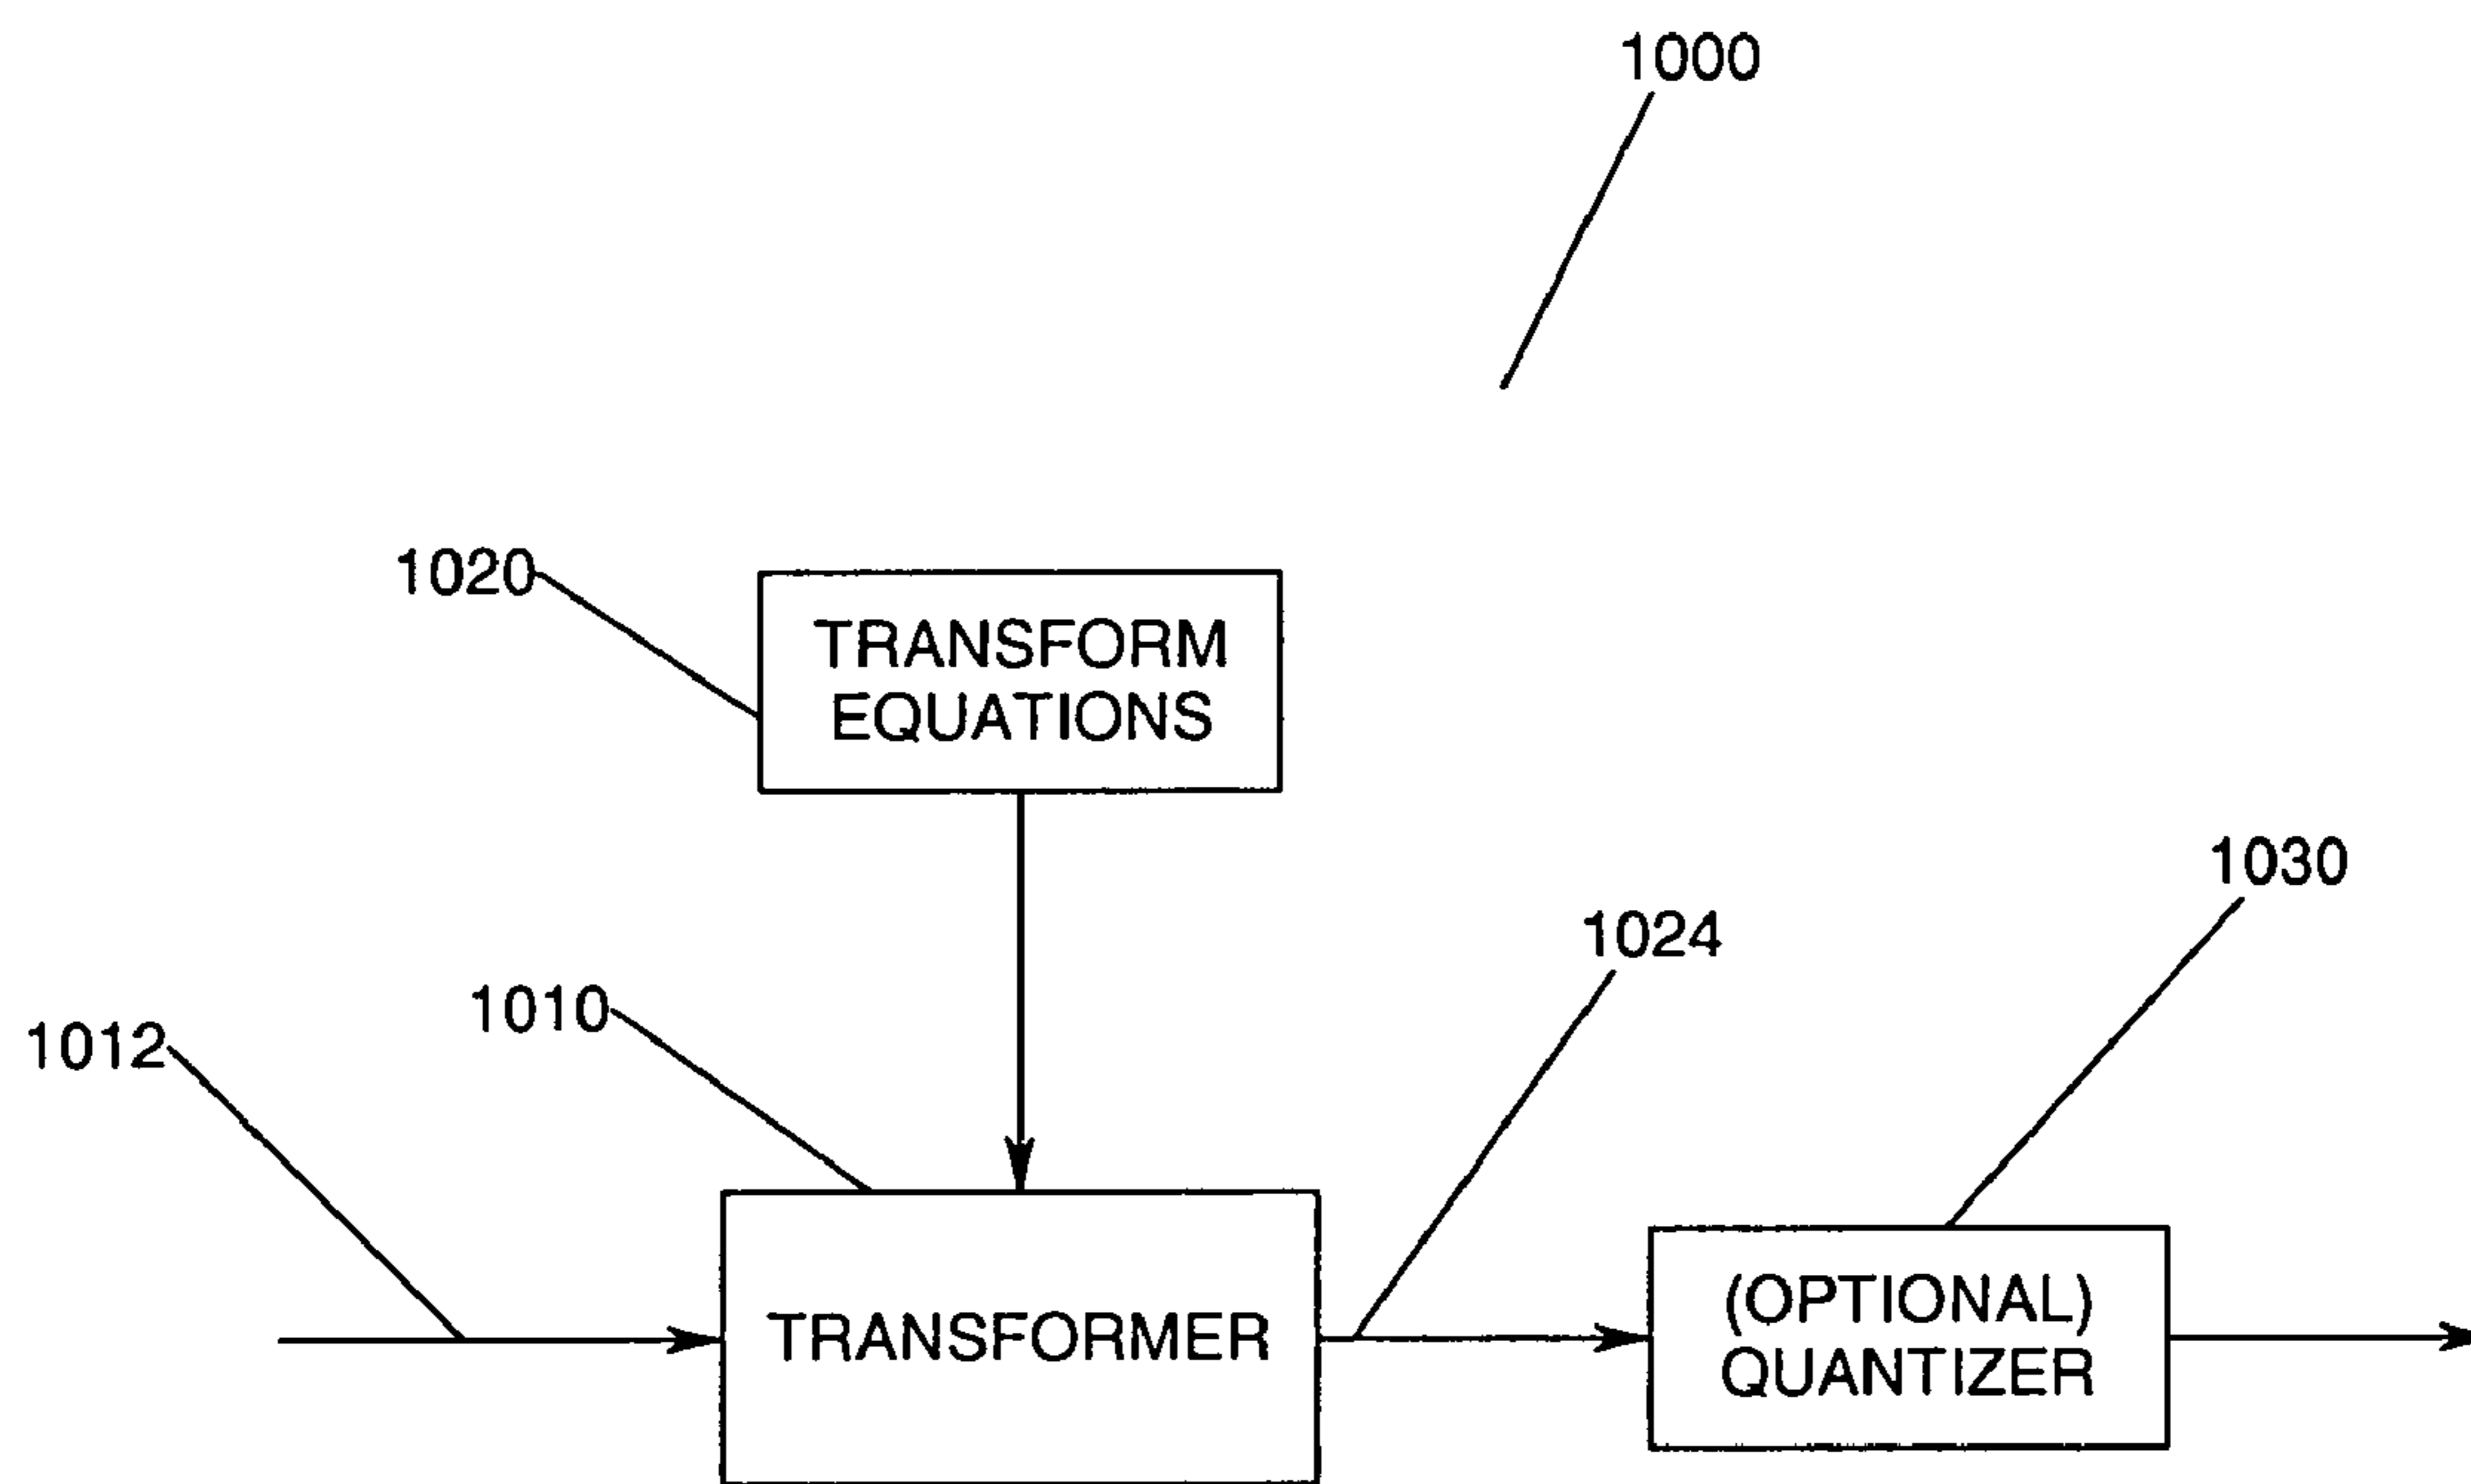 1000
1020
TRANSFORM
EQUATIONS
1030
1024
1010
1012
TRANSFORMER
(OPTIONAL)
QUANTIZER